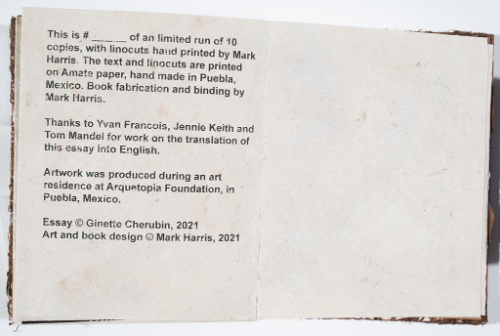 This is # ______ of an limited run of 10
copies, with linocuts hand printed by Mark
Harris. The text and linocuts are printed
on Amate paper, hand made in Puebla,
Mexico. Book fabrication and binding by
Mark Harris.
Thanks to Yvan Francois, Jennie Keith and
Tom Mandel for work on the translation of
this essay into English.
Artwork was produced during an art
residence at Arquetopia Foundation, in
Puebla, Mexico.
Essay © Ginette Cherubin, 2021
Art and book design © Mark Harris, 2021